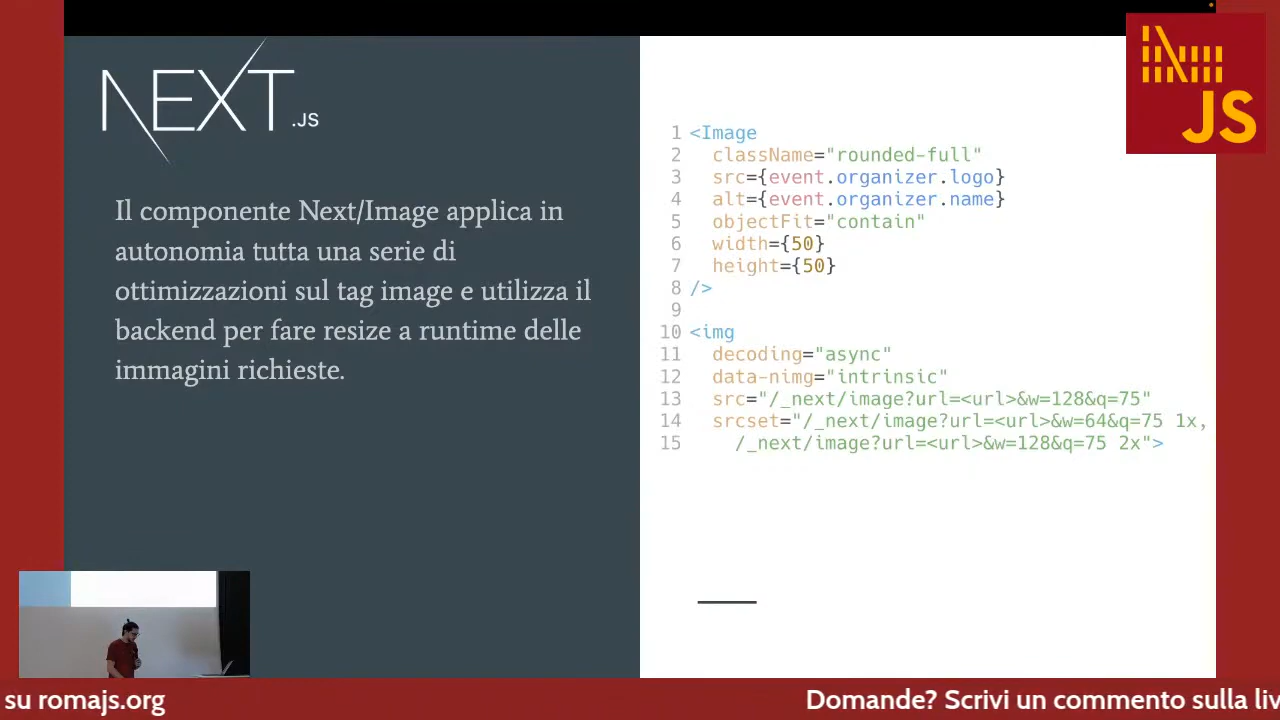 NEXT.JS
Il componente Next/Image applica in
autonomia tutta una serie di
ottimizzazioni sul tag image e utilizza il
backend per fare resize a runtime delle
immagini richieste.
1 <Image
2   className="rounded-full"
3   src={event.organizer.logo}
4   alt={event.organizer.name}
5   objectFit="contain"
6   width={50}
7   height={50}
8 />
9
10 <img
11   decoding="async"
12   data-nimg="intrinsic"
13   src="/_next/image?url=<url>&w=128&q=75"
14   srcset="/_next/image?url=<url>&w=64&q=75 1x,
15     /_next/image?url=<url>&w=128&q=75 2x">
JS
su romajs.org
Domande? Scrivi un commento sulla liv